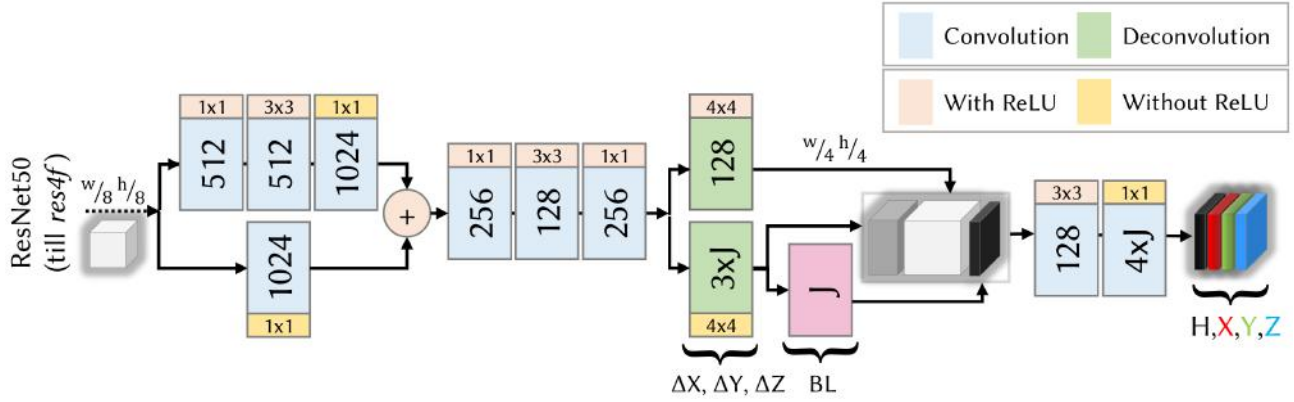 Convolution
Deconvolution
With ReLU
Without ReLU
ResNet50
(till res4f)
w/8 h/8
1x1
512
3x3
512
1x1
1024
1024
1x1
+
1x1
256
3x3
128
1x1
256
4x4
128
3xJ
4x4
ΔX, ΔY, ΔZ
J
BL
w/4 h/4
3x3
128
1x1
4xJ
H,X,Y,Z